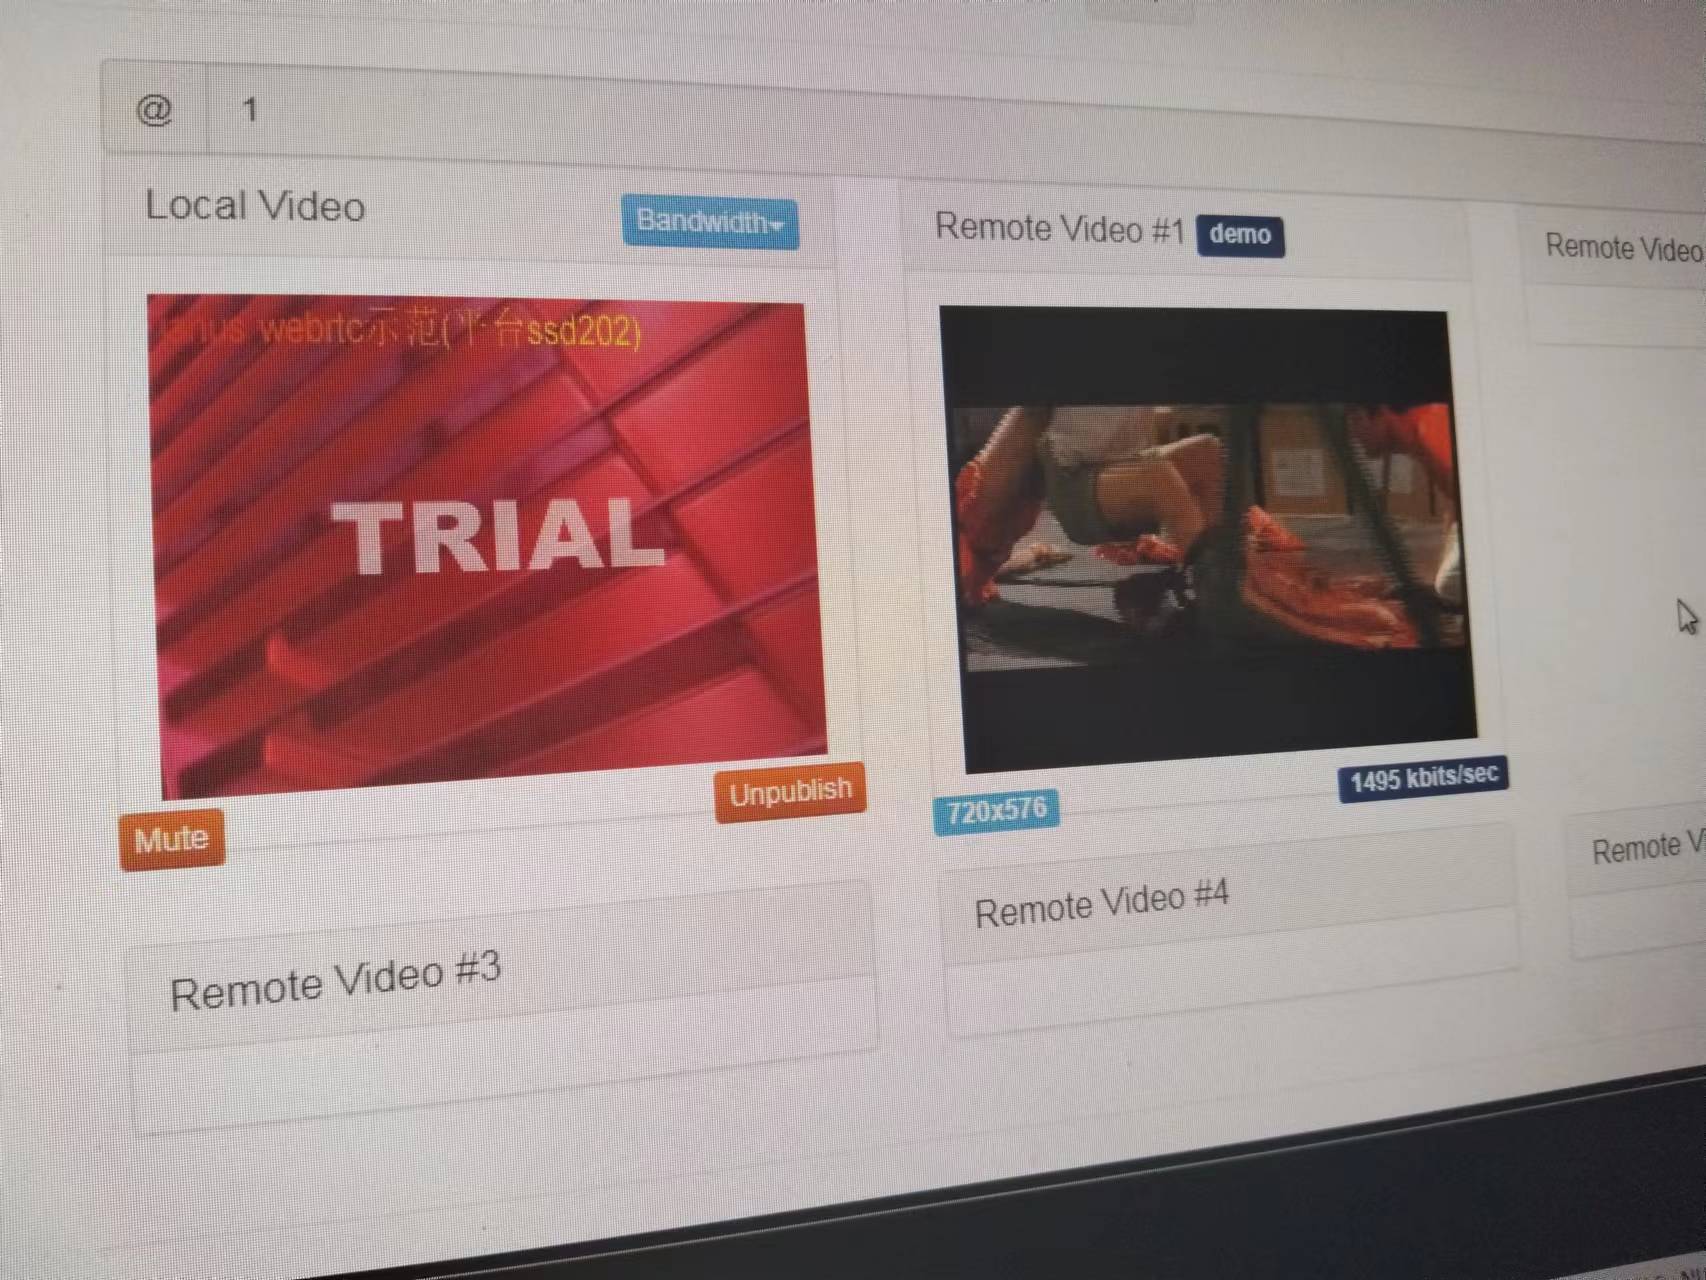 @ 1
Local Video
Bandwidth
Remote Video #1 demo
Remote Video
janus webrtc示范(平台ssd202)
TRIAL
Mute
Unpublish
720x576
1495 kbits/sec
Remote Video #3
Remote Video #4
Remote V